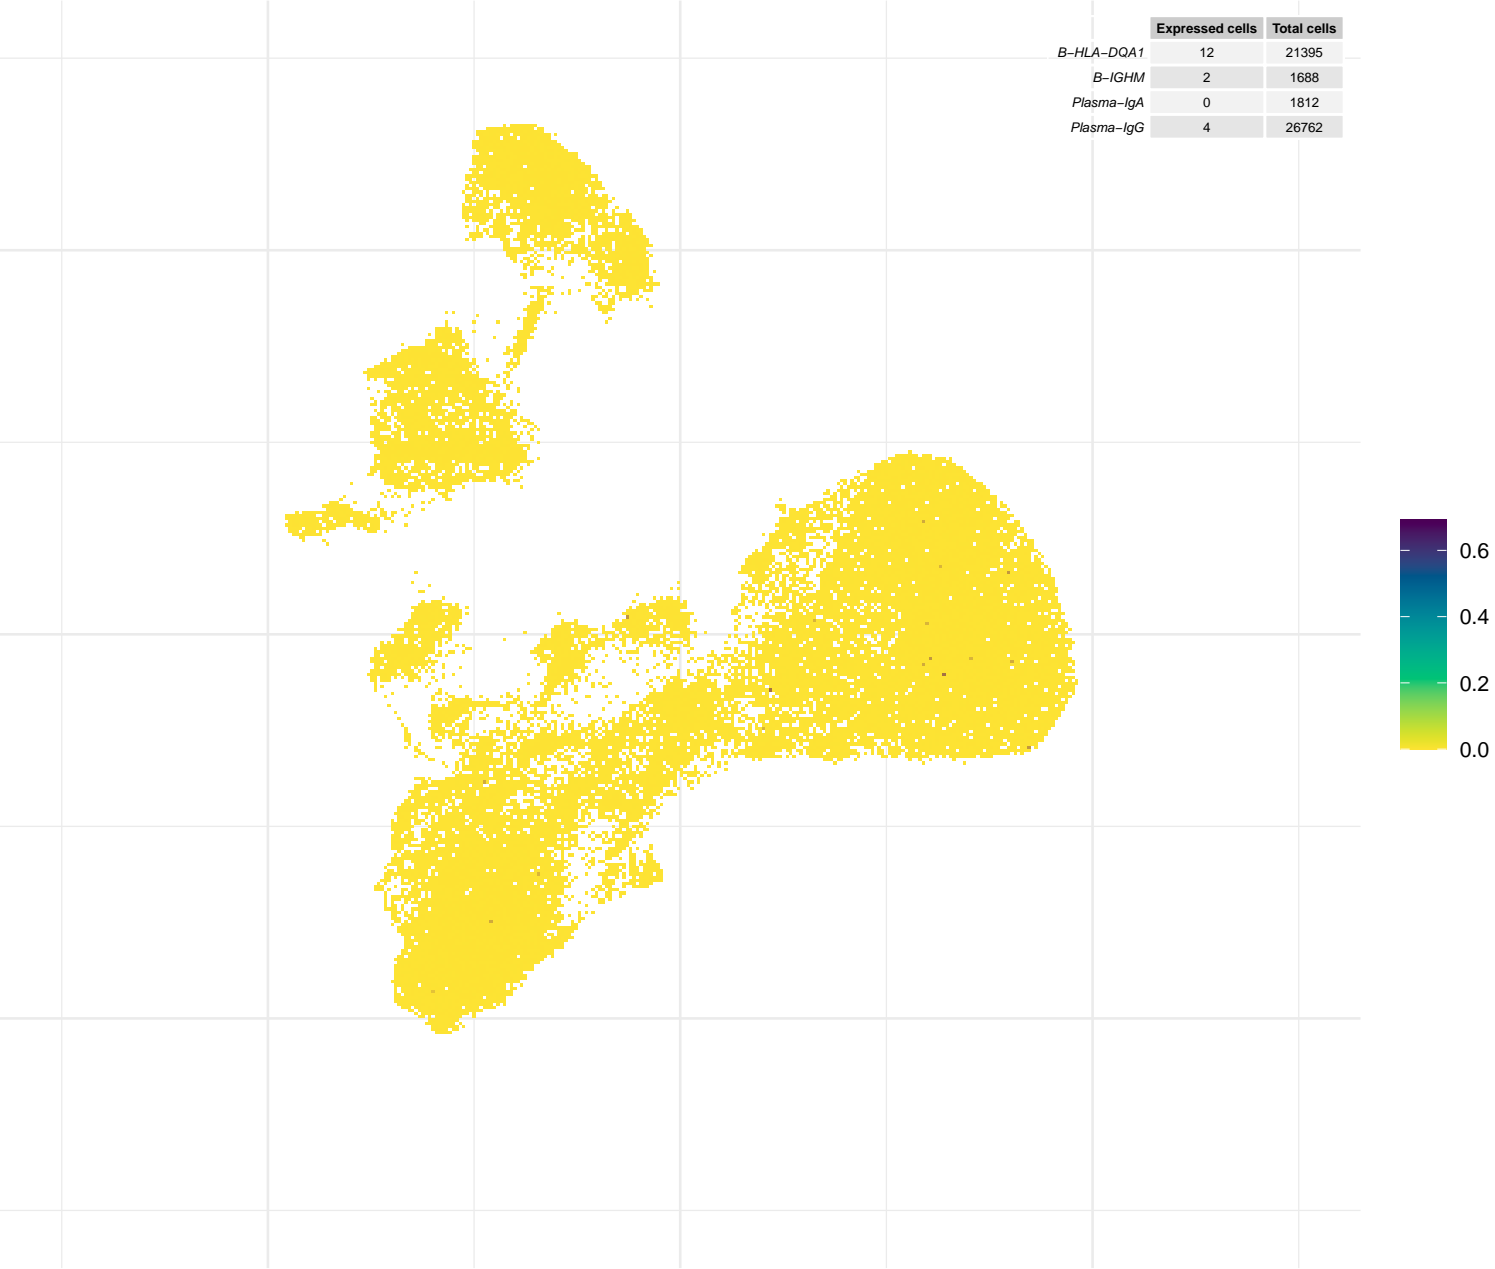 Expressed cells Total cells
B−HLA−DQA1 12 21395
B−IGHM 2 1688
Plasma−IgA 0 1812
Plasma−IgG 4 26762
0.6
0.4
0.2
0.0